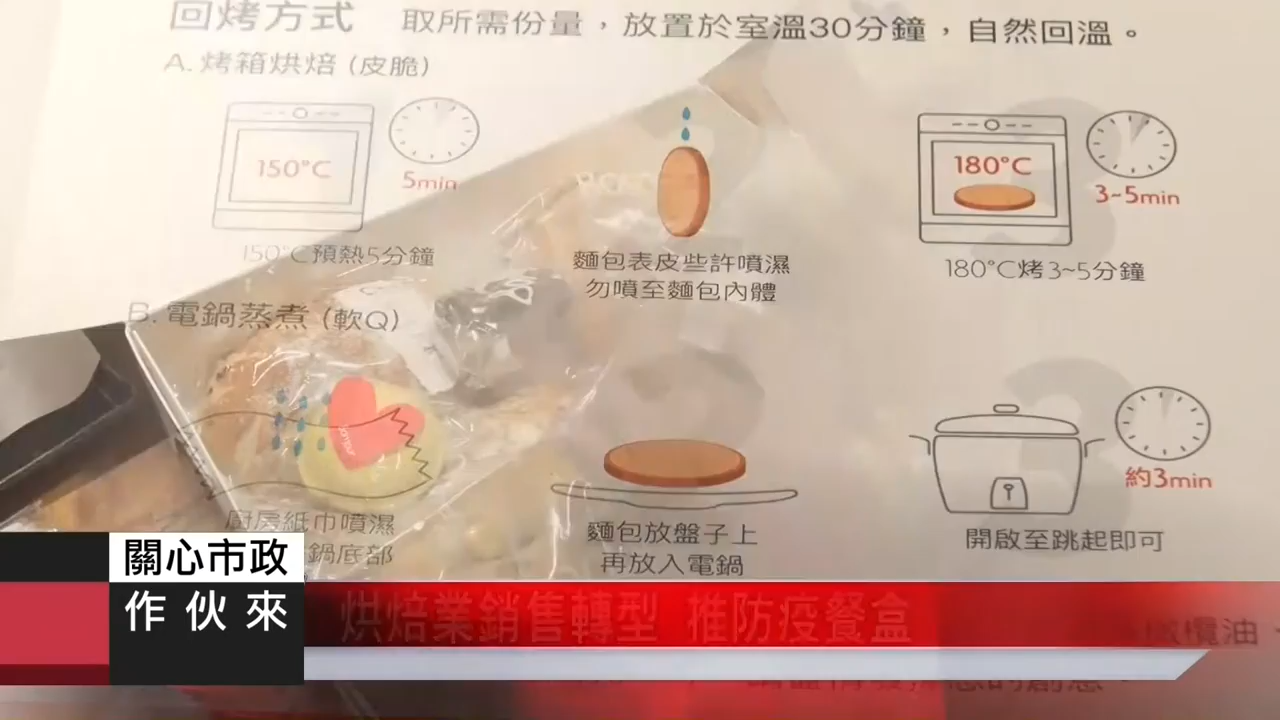 回烤方式 取所需份量，放置於室溫30分鐘，自然回溫。
A. 烤箱烘焙（皮脆）
150°C
5min
180°C
3~5min
150°C預熱5分鐘
麵包表皮些許噴濕
勿噴至麵包內體
180°C烤3~5分鐘
B. 電鍋蒸煮（軟Q）
約3min
廚房紙巾噴濕
鍋底部
麵包放盤子上
再放入電鍋
開啟至跳起即可
關心市政
作伙來
烘焙業銷售轉型 推防疫餐盒